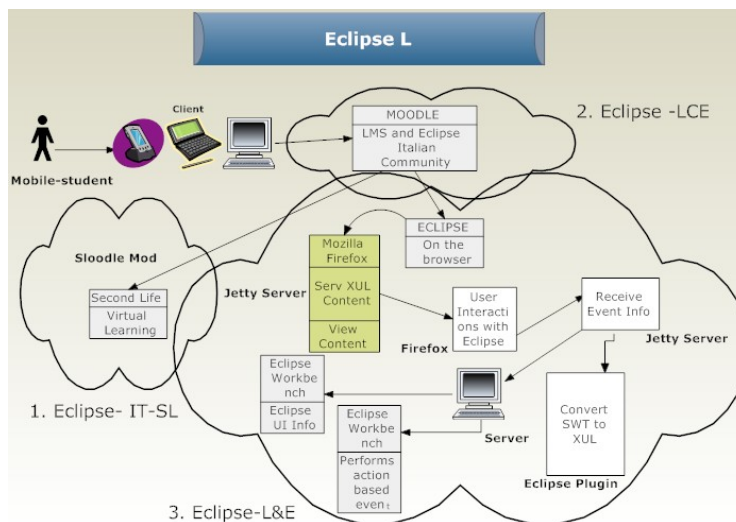 Eclipse L
Client
MOODLE
LMS and Eclipse
Italian
Community
2. Eclipse -LCE
Mobile-student
Sloodle Mod
Second Life
Virtual
Learning
1. Eclipse- IT-SL
ECLIPSE
On the
browser
Mozilla
Firefox
Serv XUL
Content
View
Content
Jetty Server
User
Interacti
ons with
Eclipse
Firefox
Receive
Event Info
Jetty Server
Eclipse
Workbe
nch
Eclipse
UI Info
Server
Convert
SWT to
XUL
Eclipse Plugin
Eclipse
Workbe
nch
Performs
action
based
event
3. Eclipse-L&E